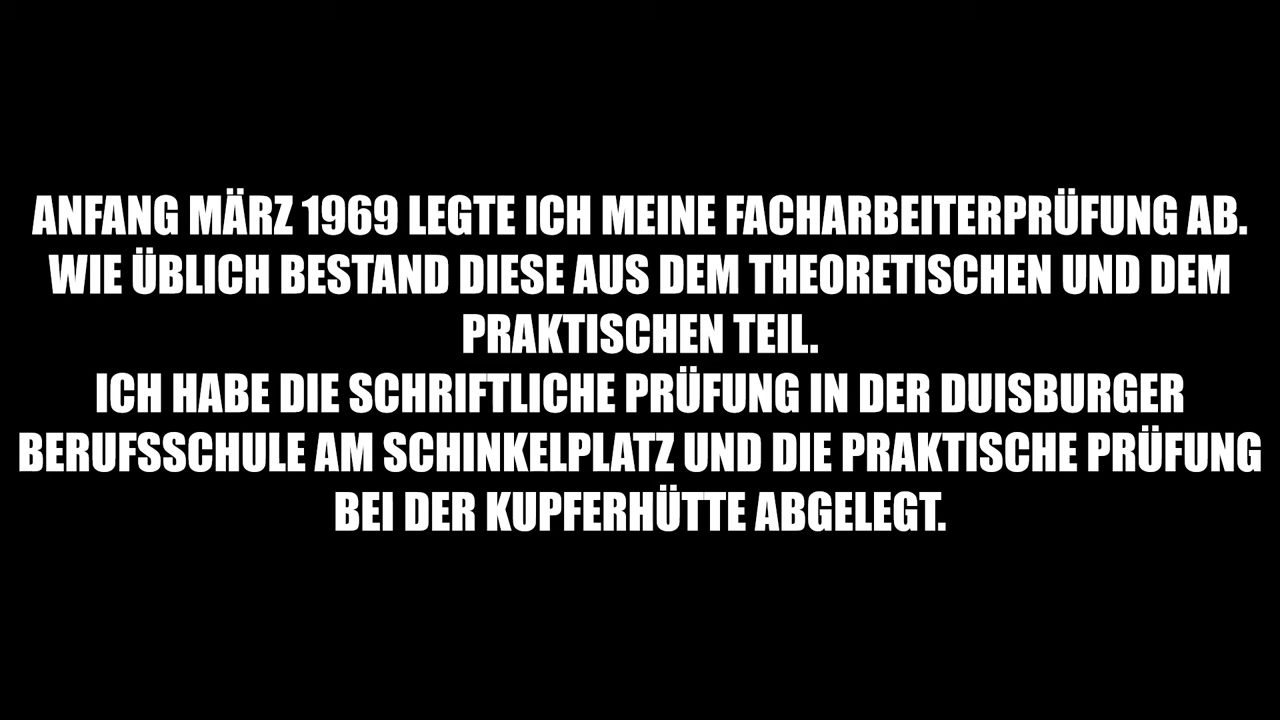 ANFANG MÄRZ 1969 LEGTE ICH MEINE FACHARBEITERPRÜFUNG AB.
WIE ÜBLICH BESTAND DIESE AUS DEM THEORETISCHEN UND DEM
PRAKTISCHEN TEIL.
ICH HABE DIE SCHRIFTLICHE PRÜFUNG IN DER DUISBURGER
BERUFSSCHULE AM SCHINKELPLATZ UND DIE PRAKTISCHE PRÜFUNG
BEI DER KUPFERHÜTTE ABGELEGT.